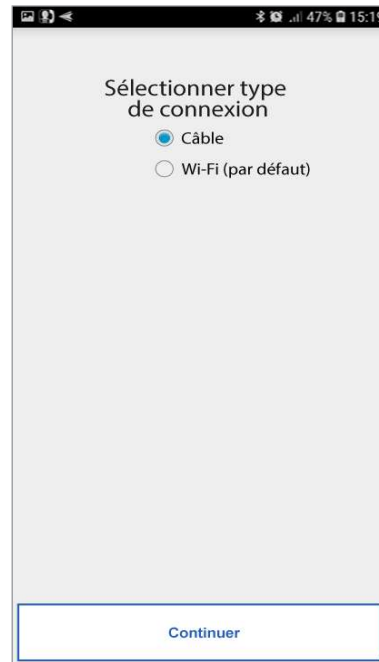 47% 15:19
Sélectionner type
de connexion
Câble
Wi-Fi (par défaut)
Continuer